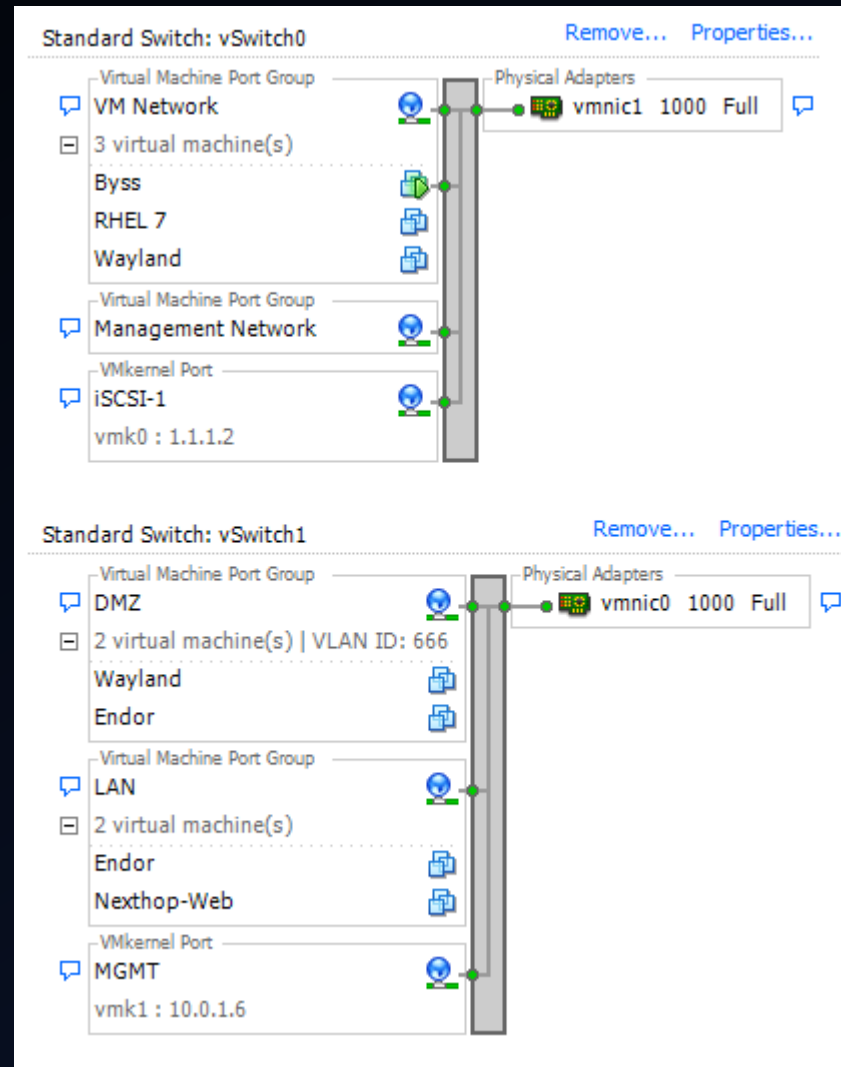 Standard Switch: vSwitch0 Remove... Properties...
Virtual Machine Port Group Physical Adapters
VM Network vmnic1 1000 Full
3 virtual machine(s)
Byss
RHEL 7
Wayland
Virtual Machine Port Group
Management Network
VMkernel Port
iSCSI-1
vmk0 : 1.1.1.2
Standard Switch: vSwitch1 Remove... Properties...
Virtual Machine Port Group Physical Adapters
DMZ vmnic0 1000 Full
2 virtual machine(s) | VLAN ID: 666
Wayland
Endor
Virtual Machine Port Group
LAN
2 virtual machine(s)
Endor
Nexthop-Web
VMkernel Port
MGMT
vmk1 : 10.0.1.6